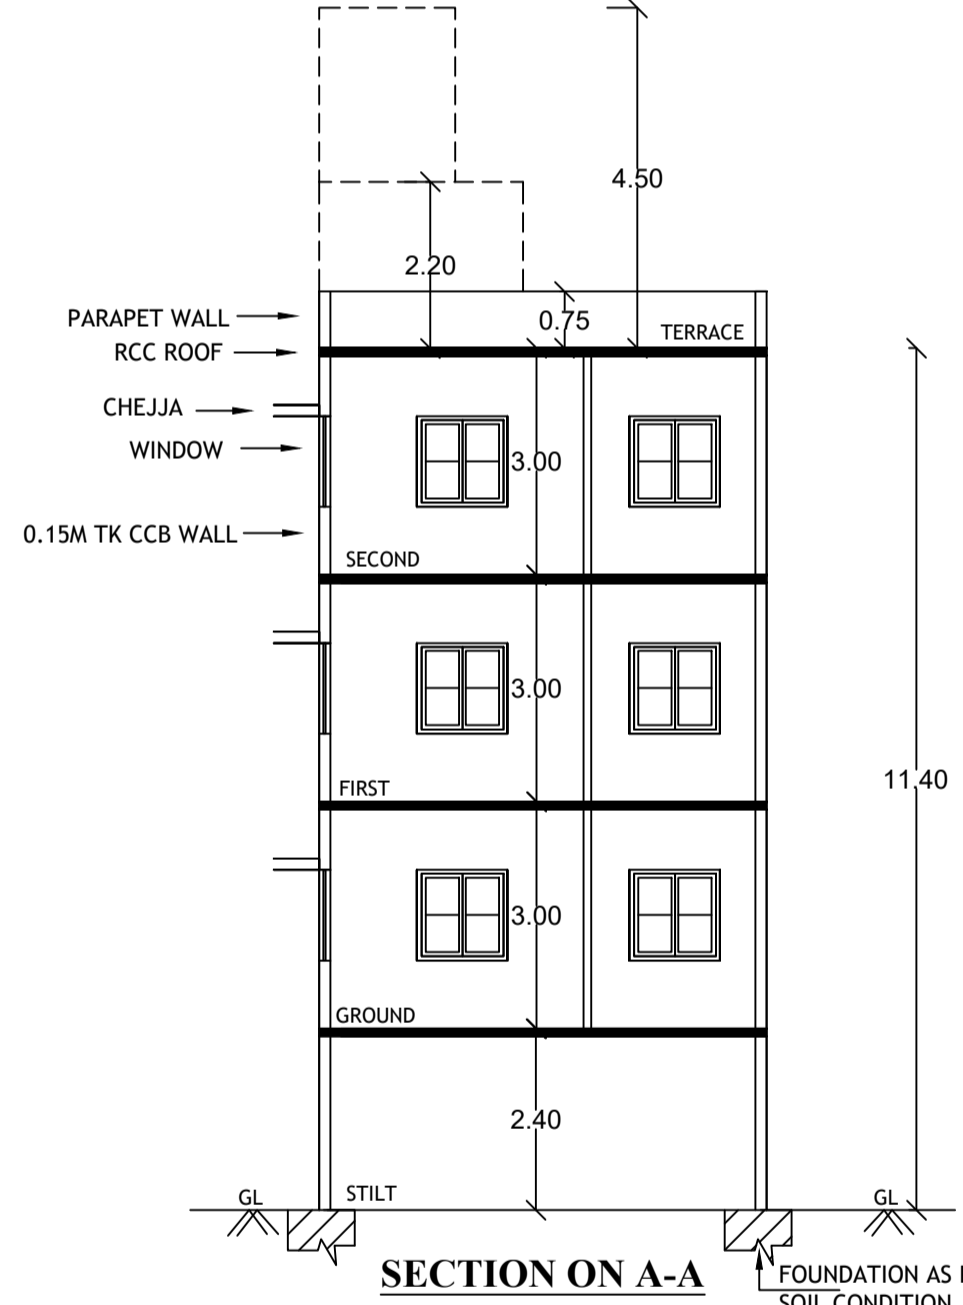 4.50
2.20
PARAPET WALL
0.75
TERRACE
RCC ROOF
CHEJJA
WINDOW
3.00
0.15M TK CCB WALL
SECOND
3.00
FIRST
11.40
3.00
GROUND
2.40
GL
STILT
GL
SECTION ON A-A
FOUNDATION AS
SOIL CONDITION